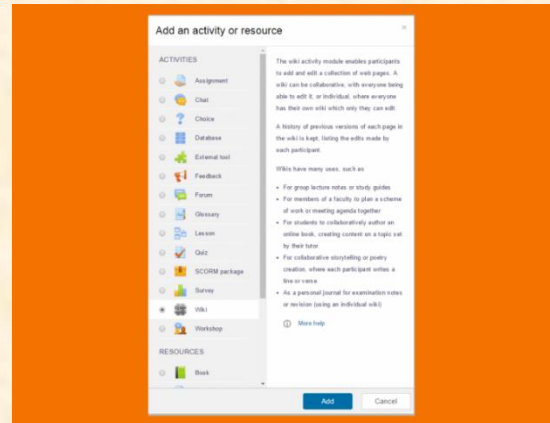 Add an activity or resource
×
ACTIVITIES
Assignment
Chat
Choice
Database
External tool
Feedback
Forum
Glossary
Lesson
Quiz
SCORM package
Survey
Wiki
Workshop
RESOURCES
Book
The wiki activity module enables participants
to add and edit a collection of web pages. A
wiki can be collaborative, with everyone being
able to edit it, or individual, where everyone
has their own wiki which only they can edit.
A history of previous versions of each page in
the wiki is kept, listing the edits made by
each participant.
Wikis have many uses, such as
• For group lecture notes or study guides
• For members of a faculty to plan a scheme
of work or meeting agenda together
• For students to collaboratively author an
online book, creating content on a topic set
by their tutor
• For collaborative storytelling or poetry
creation, where each participant writes a
line or verse
• As a personal journal for examination notes
or revision (using an individual wiki)
More help
Add
Cancel